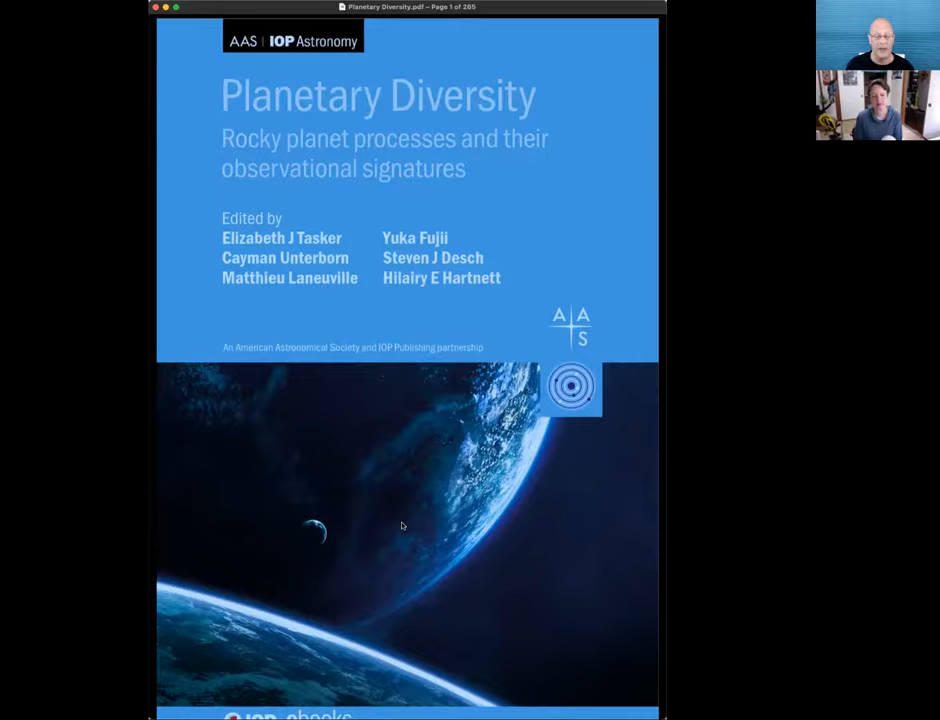 Planetary Diversity.pdf – Page 1 of 265
AAS | IOP Astronomy
Planetary Diversity
Rocky planet processes and their
observational signatures
Edited by
Elizabeth J Tasker
Yuka Fujii
Cayman Unterborn
Steven J Desch
Matthieu Laneuville
Hilairy E Hartnett
A A
S
An American Astronomical Society and IOP Publishing partnership
IOP ebooks